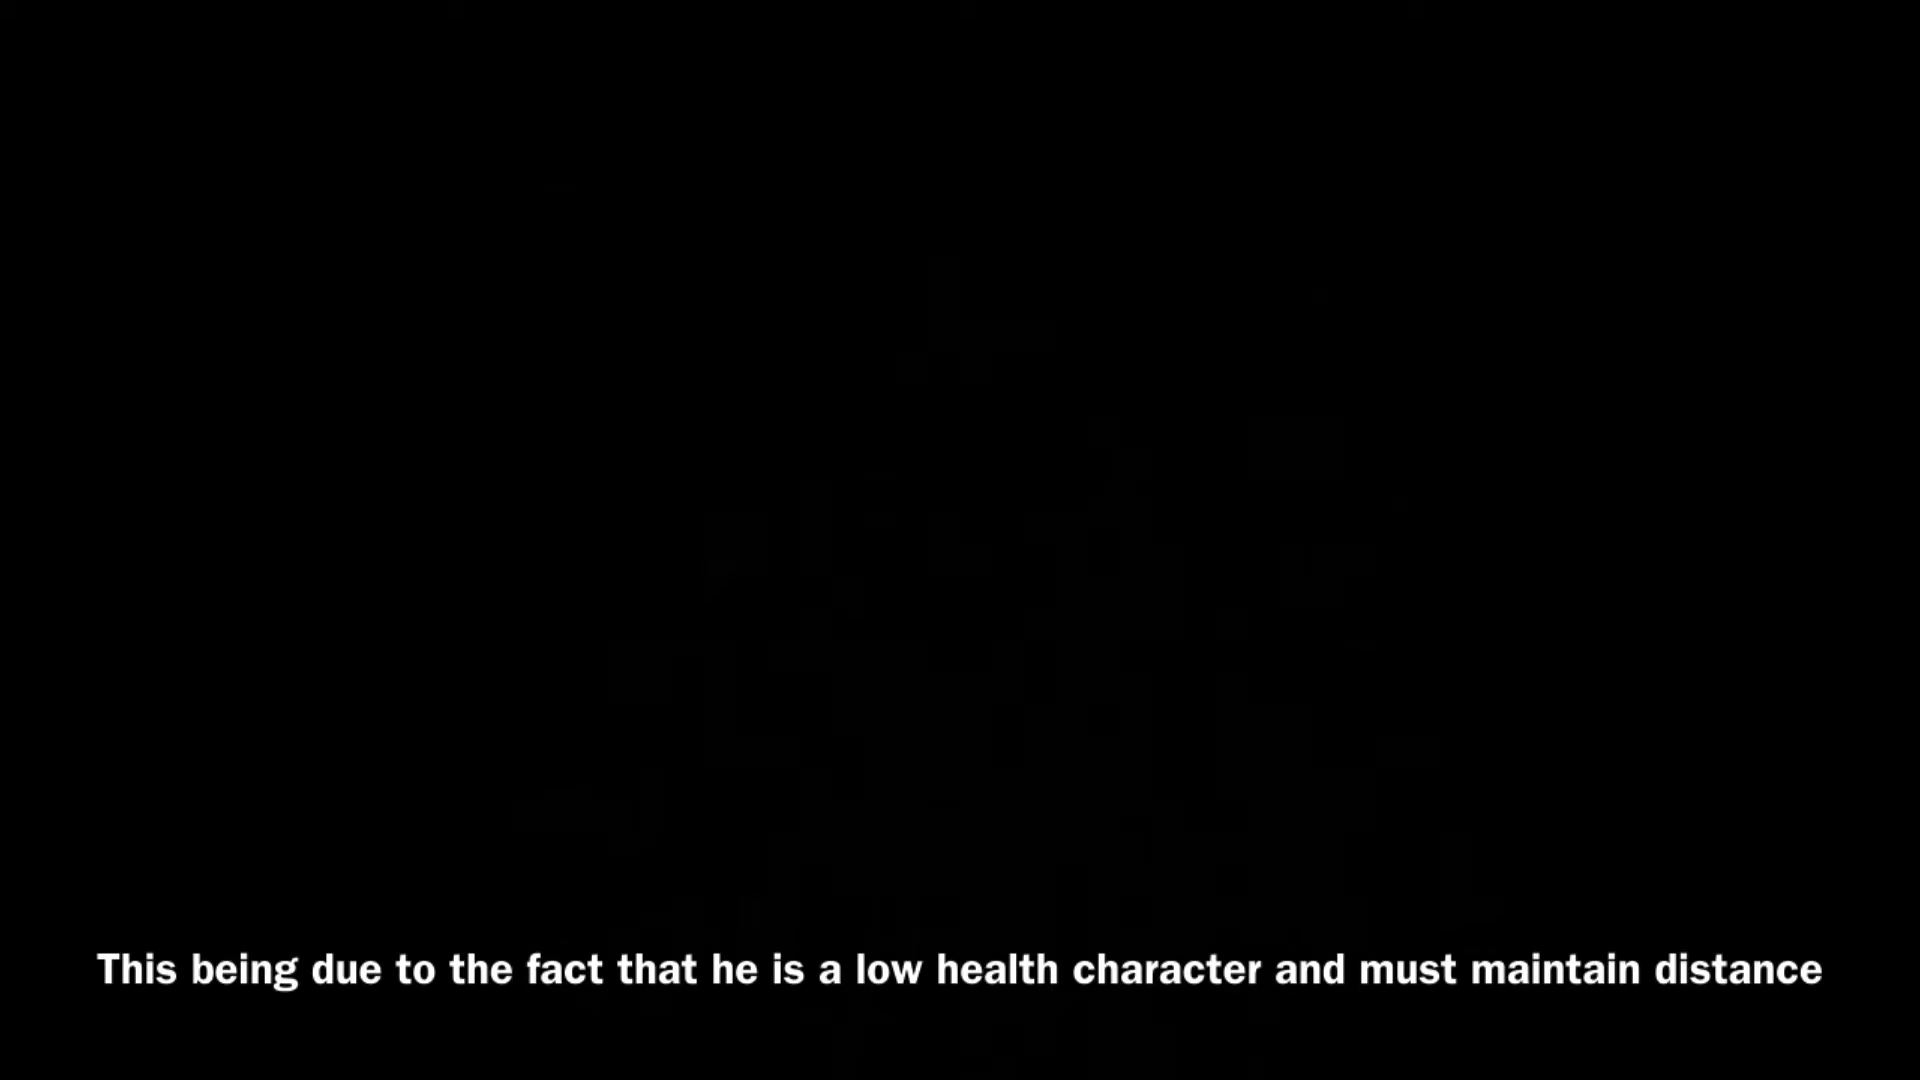 This being due to the fact that he is a low health character and must maintain distance